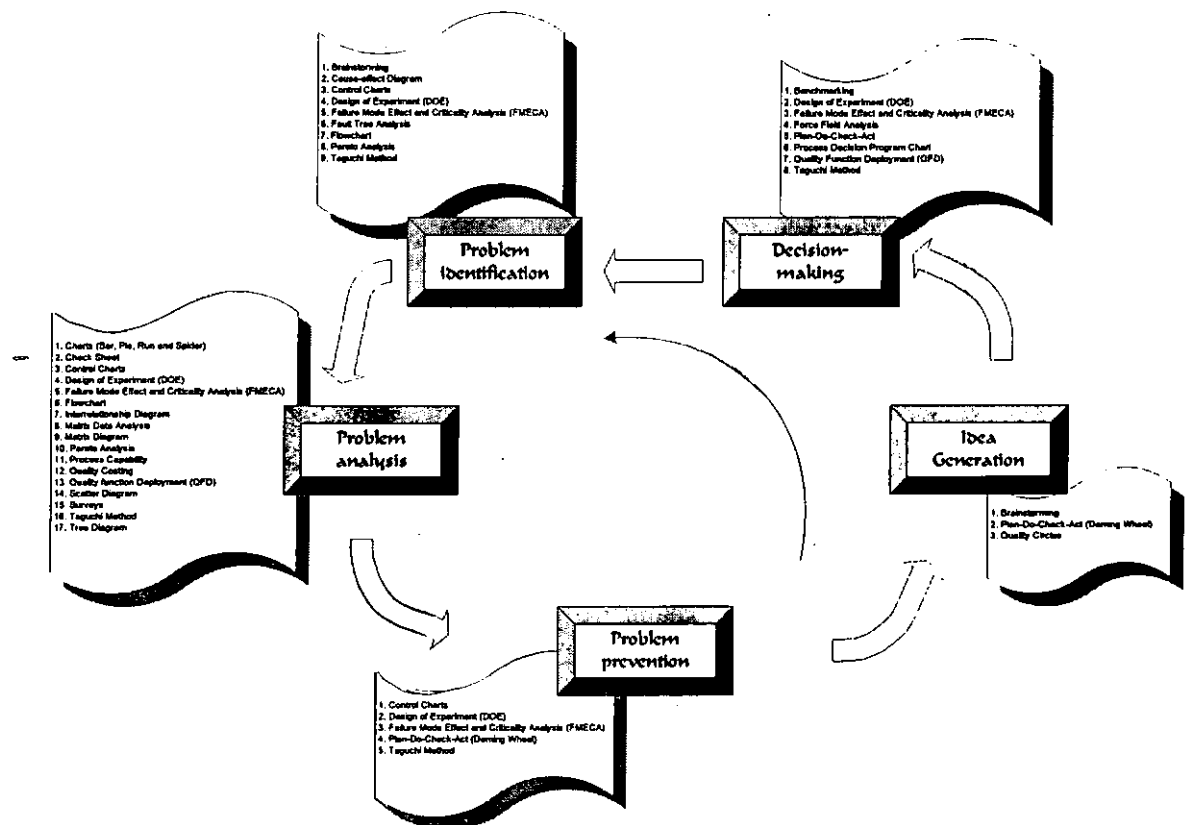 1. Brainstorming
2. Cause-effect Diagram
3. Control Charts
4. Design of Experiment (DOE)
5. Failure Mode Effect and Criticality Analysis (FMECA)
6. Fault Tree Analysis
7. Flowchart
8. Pareto Analysis
9. Taguchi Method
Problem
identification
1. Benchmarking
2. Design of Experiment (DOE)
3. Failure Mode Effect and Criticality Analysis (FMECA)
4. Force Field Analysis
5. Plan-Do-Check-Act
6. Process Decision Program Chart
7. Quality Function Deployment (QFD)
8. Taguchi Method
Decision-
making
1. Charts (Bar, Pie, Run and Spider)
2. Check Sheet
3. Control Charts
4. Design of Experiment (DOE)
5. Failure Mode Effect and Criticality Analysis (FMECA)
6. Flowchart
7. Interrelationship Diagram
8. Matrix Data Analysis
9. Matrix Diagram
10. Pareto Analysis
11. Process Capability
12. Quality Costing
13. Quality function Deployment (QFD)
14. Scatter Diagram
15. Surveys
16. Taguchi Method
17. Tree Diagram
Problem
analysis
Idea
Generation
1. Brainstorming
2. Plan-Do-Check-Act (Deming Wheel)
3. Quality Circles
Problem
prevention
1. Control Charts
2. Design of Experiment (DOE)
3. Failure Mode Effect and Criticality Analysis (FMECA)
4. Plan-Do-Check-Act (Deming Wheel)
5. Taguchi Method